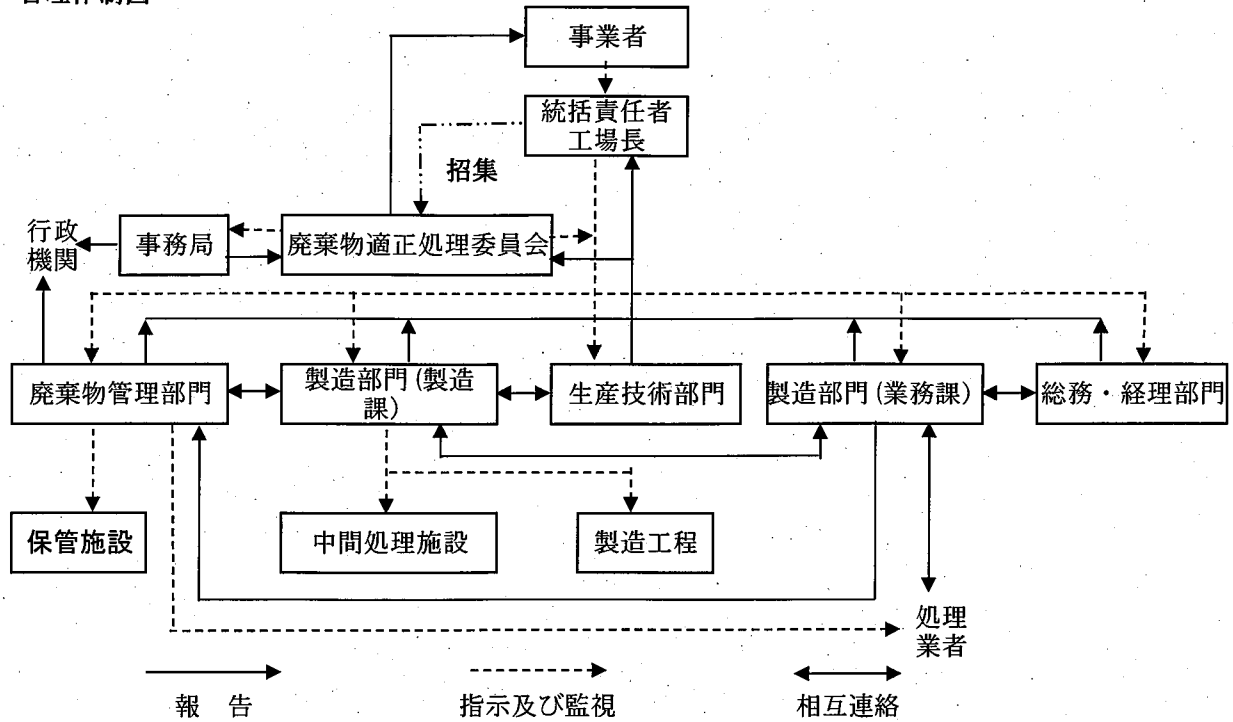 事業者
統括責任者
工場長
招集
行政
機関
事務局
廃棄物適正処理委員会
廃棄物管理部門
製造部門(製造
課)
生産技術部門
製造部門(業務課)
総務・経理部門
保管施設
中間処理施設
製造工程
処理
業者
報 告
指示及び監視
相互連絡